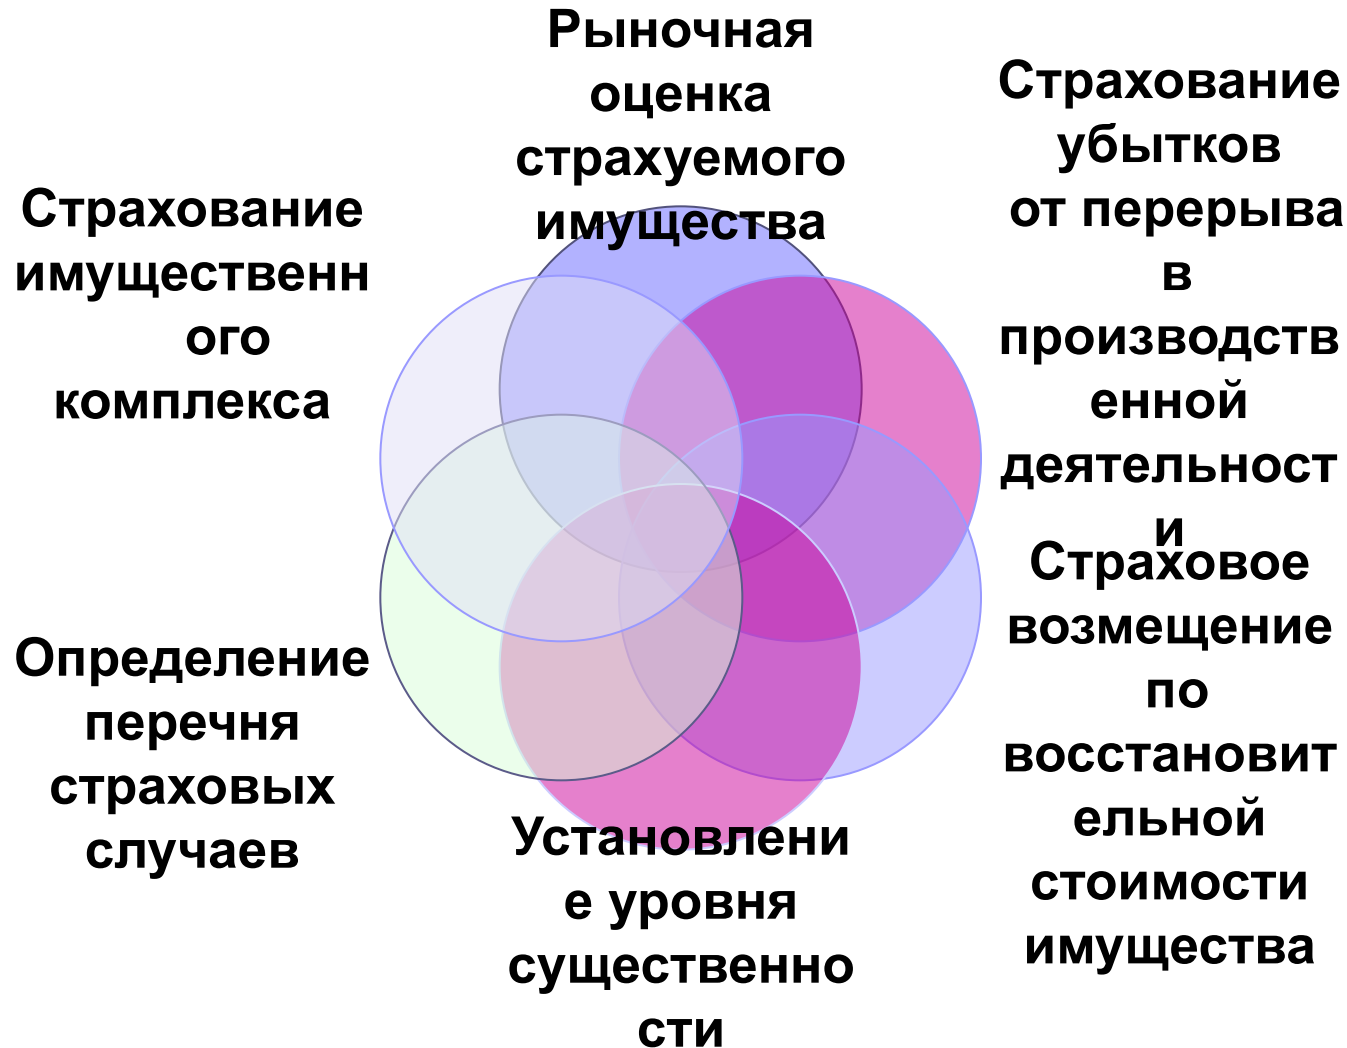 Рыночная
оценка
страхуемого
имущества
Страхование
убытков
от перерыва
в
производств
енной
деятельност
и
Страховое
возмещение
по
восстановит
ельной
стоимости
имущества
Установлени
е уровня
существенно
сти
Определение
перечня
страховых
случаев
Страхование
имущественн
ого
комплекса